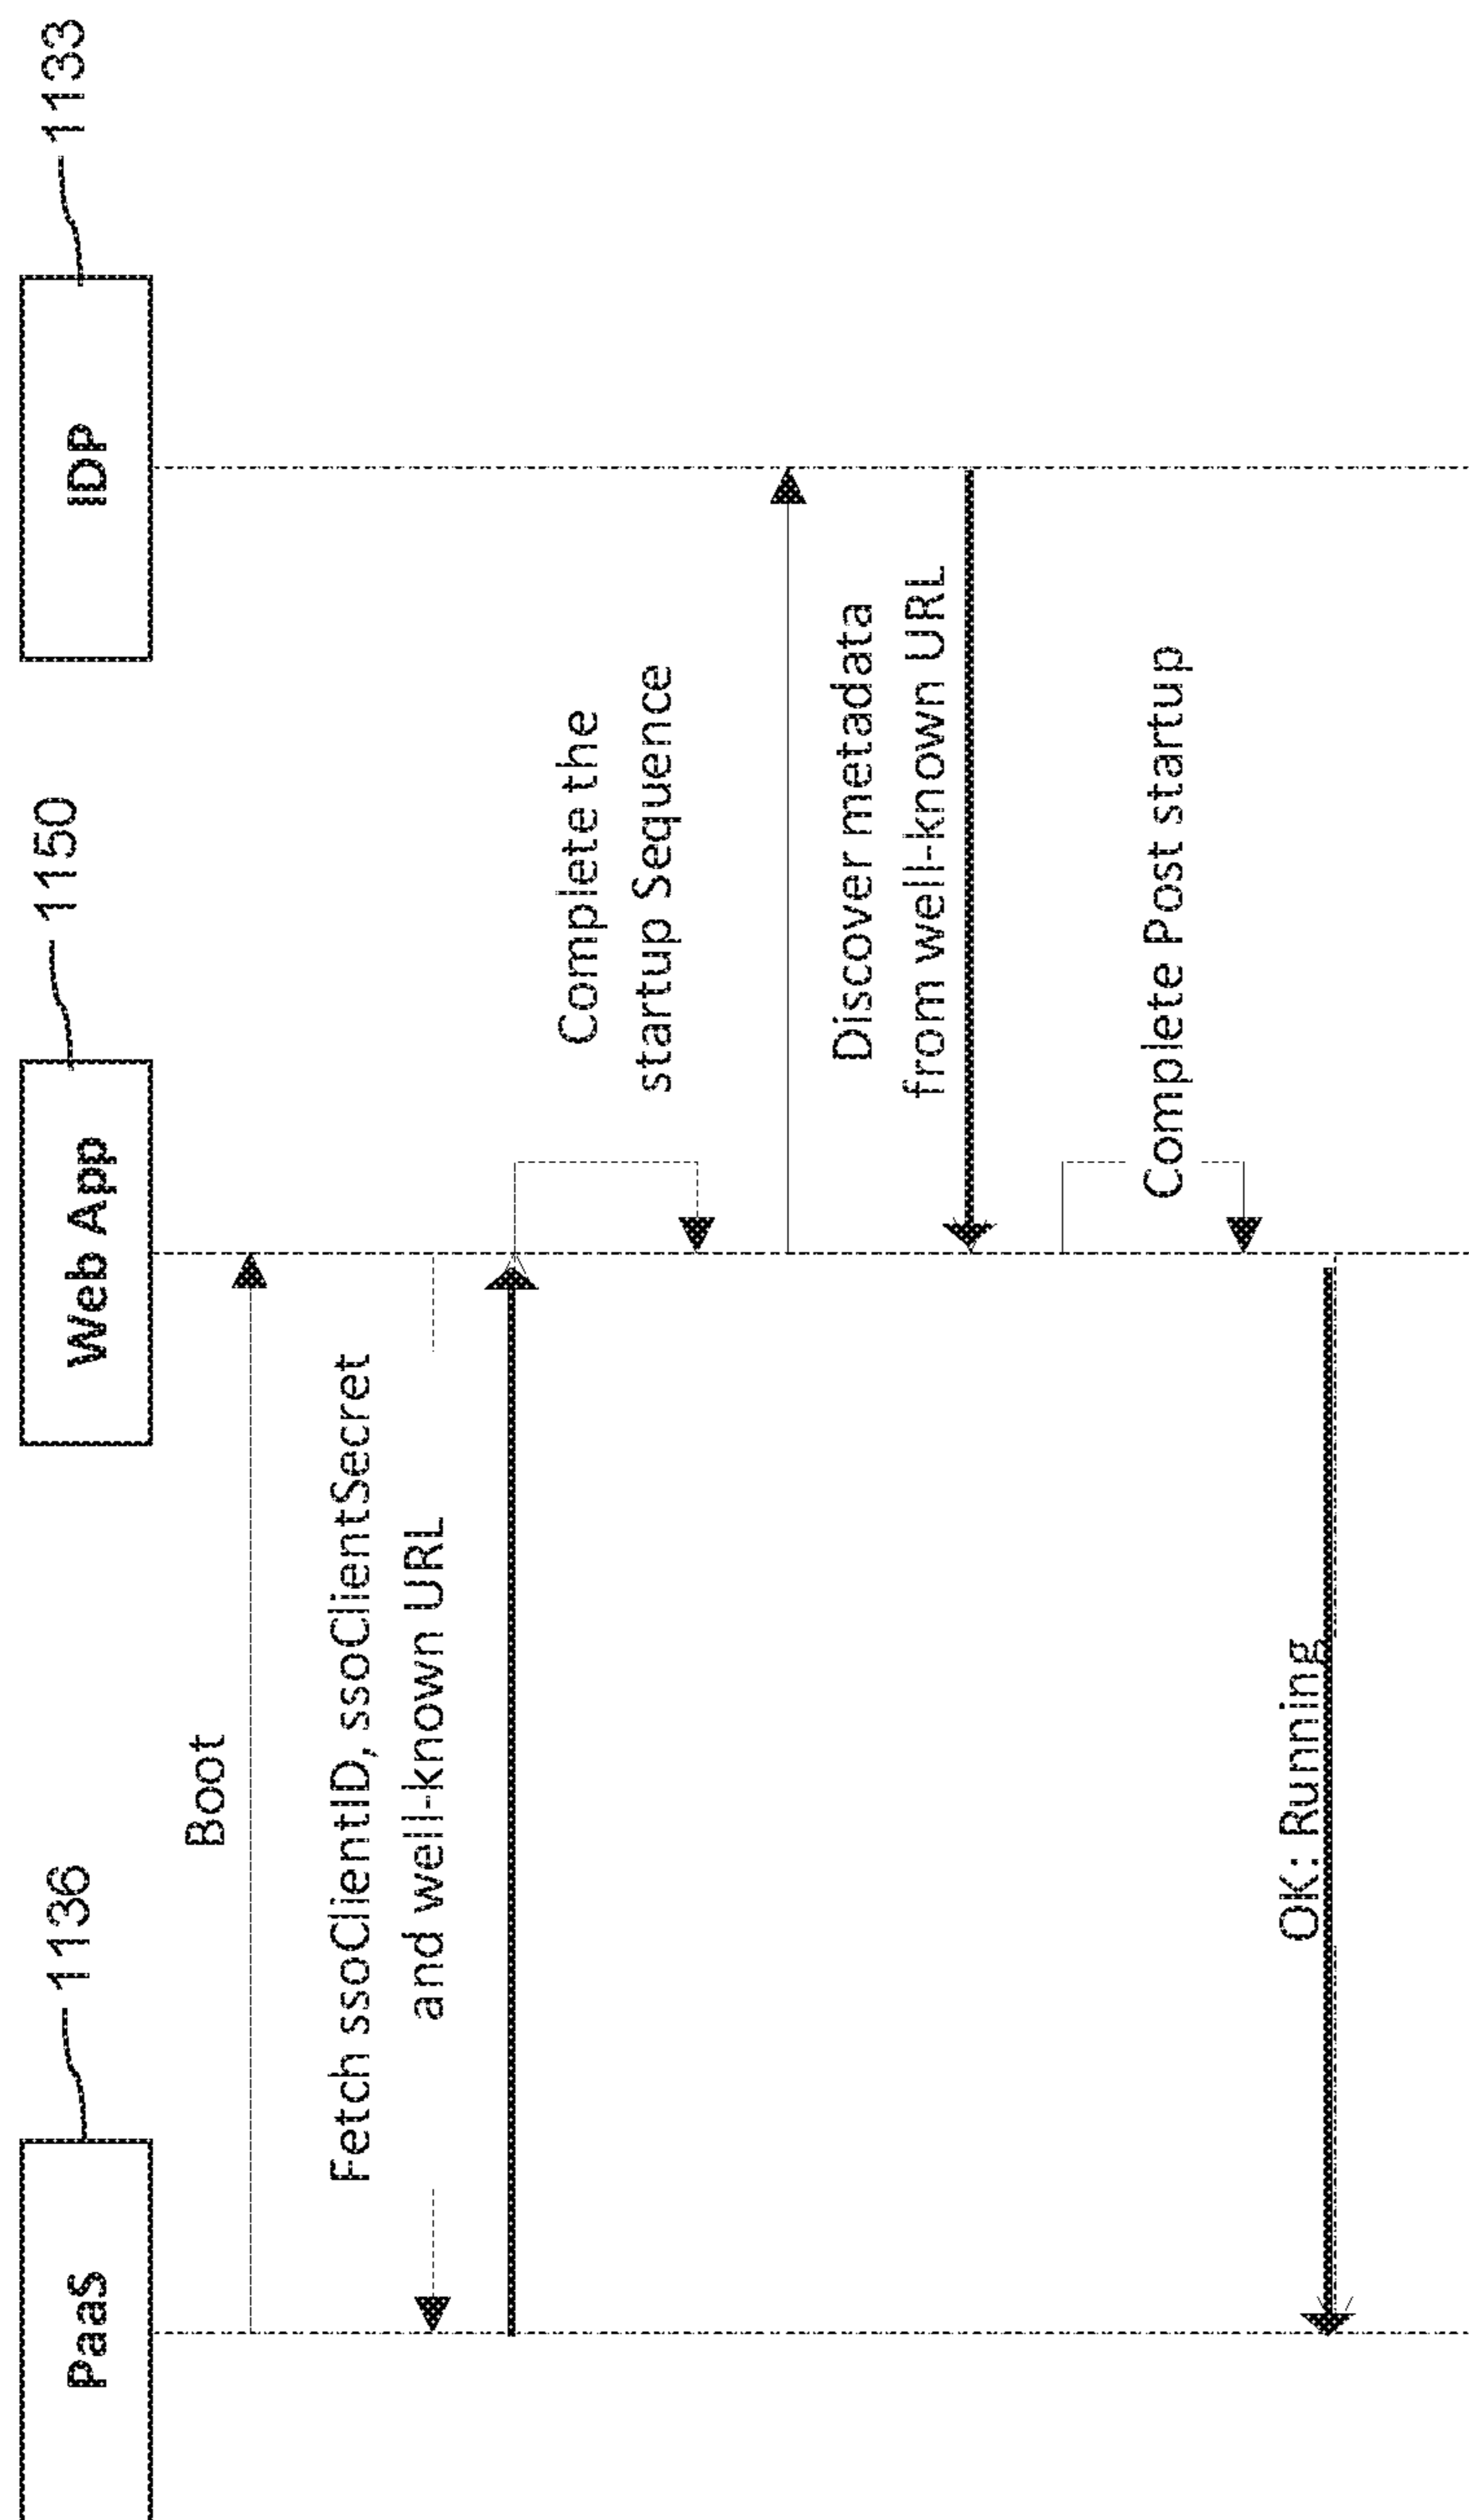 PaaS
1136
Web App
1150
IDP
1133
Boot
Fetch ssoClientID, ssoClientSecret
and well-known URL
Complete the
startup Sequence
Discover metadata
from well-known URL
Complete Post startup
OK: Running